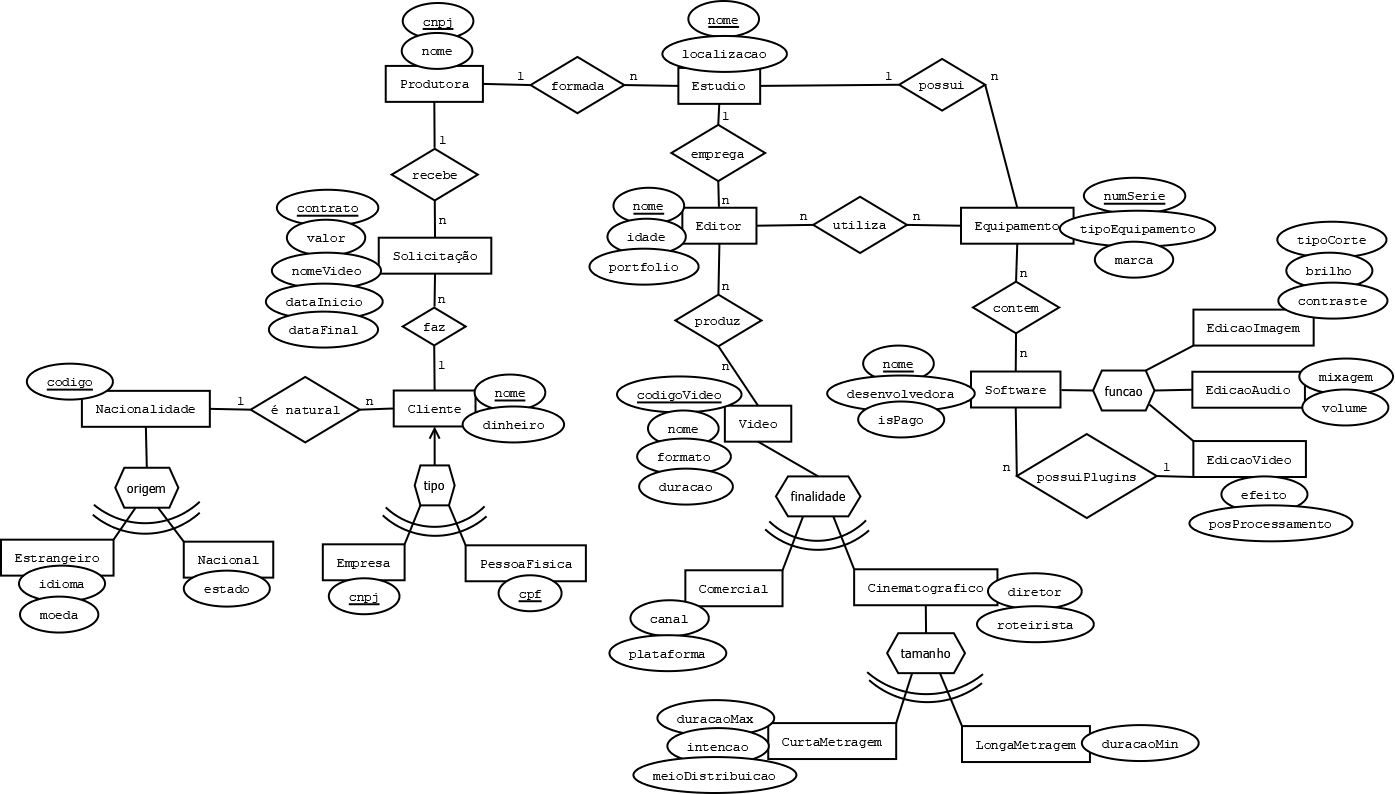 cnpj
nome
Produtora
1
formada
n
nome
localizacao
Estudio
1
possui
n
1
recebe
n
1
emprega
n
contrato
valor
nomeVideo
dataInicio
dataFinal
Solicitação
n
faz
1
nome
idade
portfolio
Editor
n
utiliza
n
Equipamento
numSerie
tipoEquipamento
marca
n
contem
n
n
produz
n
tipoCorte
brilho
contraste
EdicaoImagem
codigo
Nacionalidade
1
é natural
n
Cliente
nome
dinheiro
codigoVideo
nome
formato
duracao
Video
nome
desenvolvedora
isPago
Software
funcao
EdicaoAudio
mixagem
volume
n
possuiPlugins
1
EdicaoVideo
efeito
posProcessamento
origem
tipo
finalidade
Estrangeiro
idioma
moeda
Nacional
estado
Empresa
cnpj
PessoaFisica
cpf
Comercial
canal
plataforma
Cinematografico
diretor
roteirista
tamanho
duracaoMax
intencao
meioDistribuicao
CurtaMetragem
LongaMetragem
duracaoMin